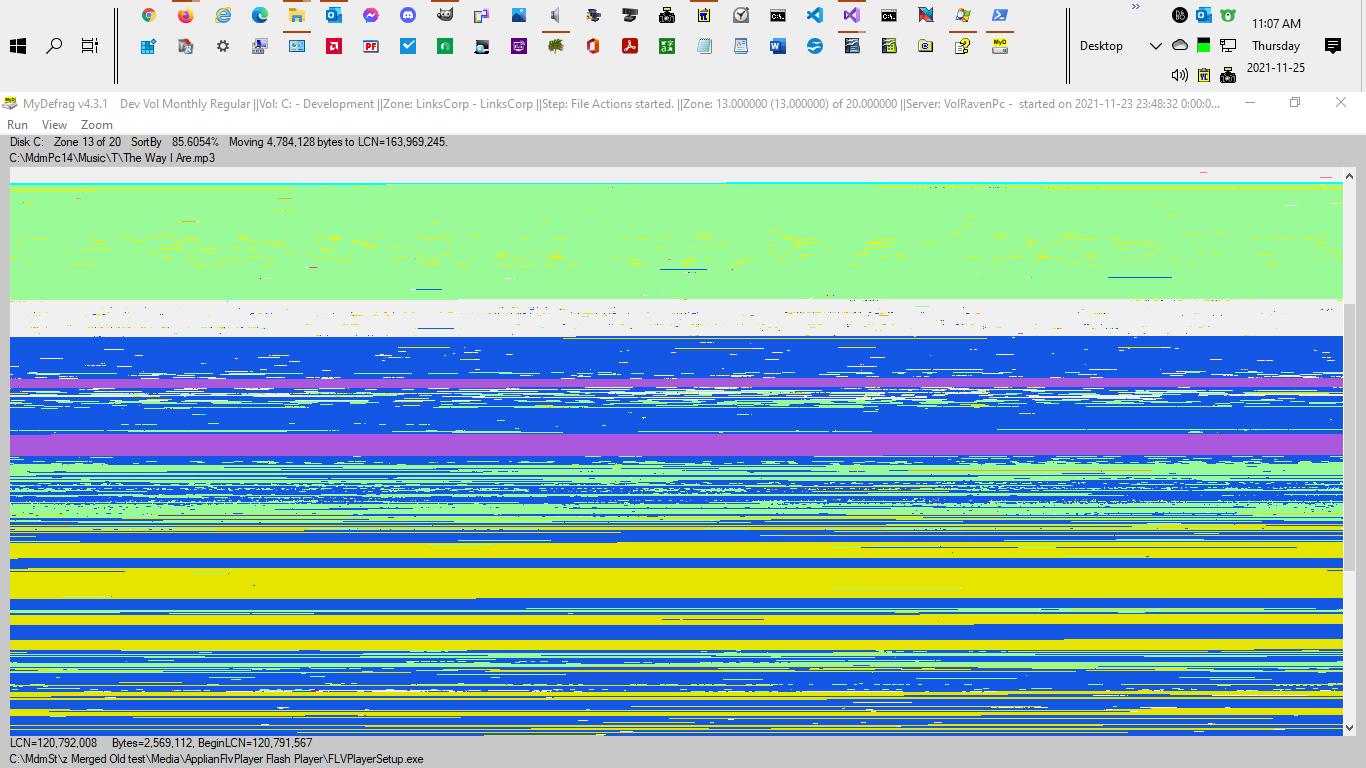 11:07 AM
Desktop
Thursday
2021-11-25
MyDefrag v4.3.1 Dev Vol Monthly Regular ||Vol: C: - Development ||Zone: LinksCorp - LinksCorp ||Step: File Actions started. ||Zone: 13.000000 (13.000000) of 20.000000 ||Server: VolRavenPc - started on 2021-11-23 23:48:32 0:00:0...
Run View Zoom
Disk C: Zone 13 of 20 SortBy 85.6054% Moving 4,784,128 bytes to LCN=163,969,245.
C:\MdmPc14\Music\T\The Way I Are.mp3
LCN=120,792,008 Bytes=2,569,112, BeginLCN=120,791,567
C:\MdmSt\z Merged Old test\Media\ApplianFlvPlayer Flash Player\FLVPlayerSetup.exe